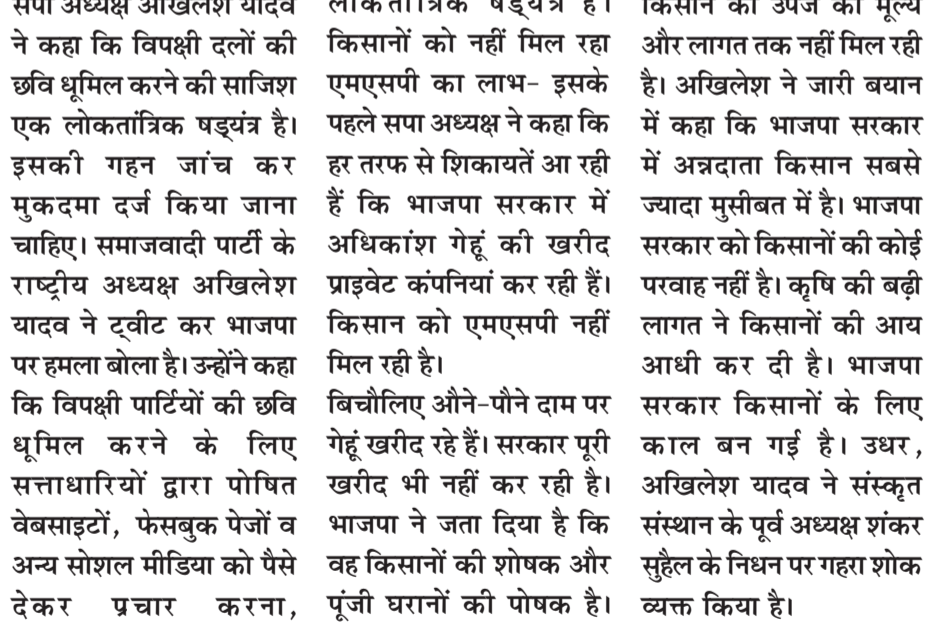 सपा अध्यक्ष अखिलेश यादव
ने कहा कि विपक्षी दलों की
छवि धूमिल करने की साजिश
एक लोकतांत्रिक षड्यंत्र है।
इसकी गहन जांच कर
मुकदमा दर्ज किया जाना
चाहिए। समाजवादी पार्टी के
राष्ट्रीय अध्यक्ष अखिलेश
यादव ने ट्वीट कर भाजपा
पर हमला बोला है। उन्होंने कहा
कि विपक्षी पार्टियों की छवि
धूमिल करने के लिए
सत्ताधारियों द्वारा पोषित
वेबसाइटों, फेसबुक पेजों व
अन्य सोशल मीडिया को पैसे
देकर प्रचार करना,
लोकतांत्रिक षड्यंत्र है।
किसानों को नहीं मिल रहा
एमएसपी का लाभ- इसके
पहले सपा अध्यक्ष ने कहा कि
हर तरफ से शिकायतें आ रही
हैं कि भाजपा सरकार में
अधिकांश गेहूं की खरीद
प्राइवेट कंपनियां कर रही हैं।
किसान को एमएसपी नहीं
मिल रही है।
बिचौलिए औने-पौने दाम पर
गेहूं खरीद रहे हैं। सरकार पूरी
खरीद भी नहीं कर रही है।
भाजपा ने जता दिया है कि
वह किसानों की शोषक और
पूंजी घरानों की पोषक है।
किसान को उपज का मूल्य
और लागत तक नहीं मिल रही
है। अखिलेश ने जारी बयान
में कहा कि भाजपा सरकार
में अन्नदाता किसान सबसे
ज्यादा मुसीबत में है। भाजपा
सरकार को किसानों की कोई
परवाह नहीं है। कृषि की बढ़ी
लागत ने किसानों की आय
आधी कर दी है। भाजपा
सरकार किसानों के लिए
काल बन गई है। उधर,
अखिलेश यादव ने संस्कृत
संस्थान के पूर्व अध्यक्ष शंकर
सुहैल के निधन पर गहरा शोक
व्यक्त किया है।